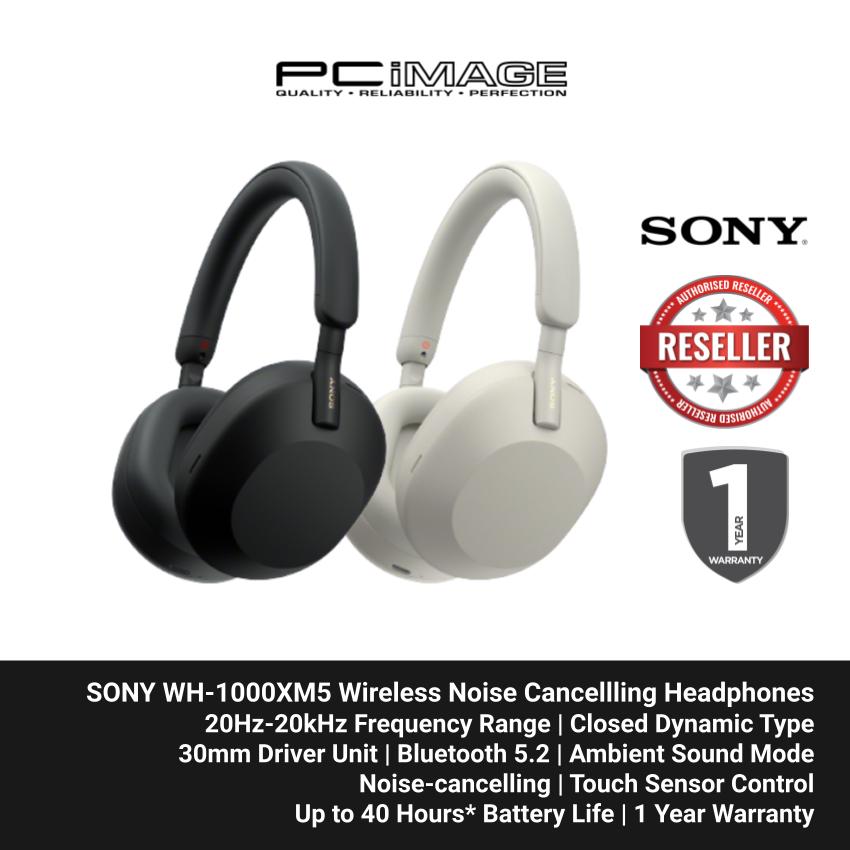 PC iMAGE
QUALITY • RELIABILITY • PERFECTION
SONY
SONY
SONY
AUTHORISED RESELLER
RESELLER
AUTHORISED RESELLER
1
YEAR
WARRANTY
SONY WH-1000XM5 Wireless Noise Cancellling Headphones
20Hz-20kHz Frequency Range | Closed Dynamic Type
30mm Driver Unit | Bluetooth 5.2 | Ambient Sound Mode
Noise-cancelling | Touch Sensor Control
Up to 40 Hours* Battery Life | 1 Year Warranty